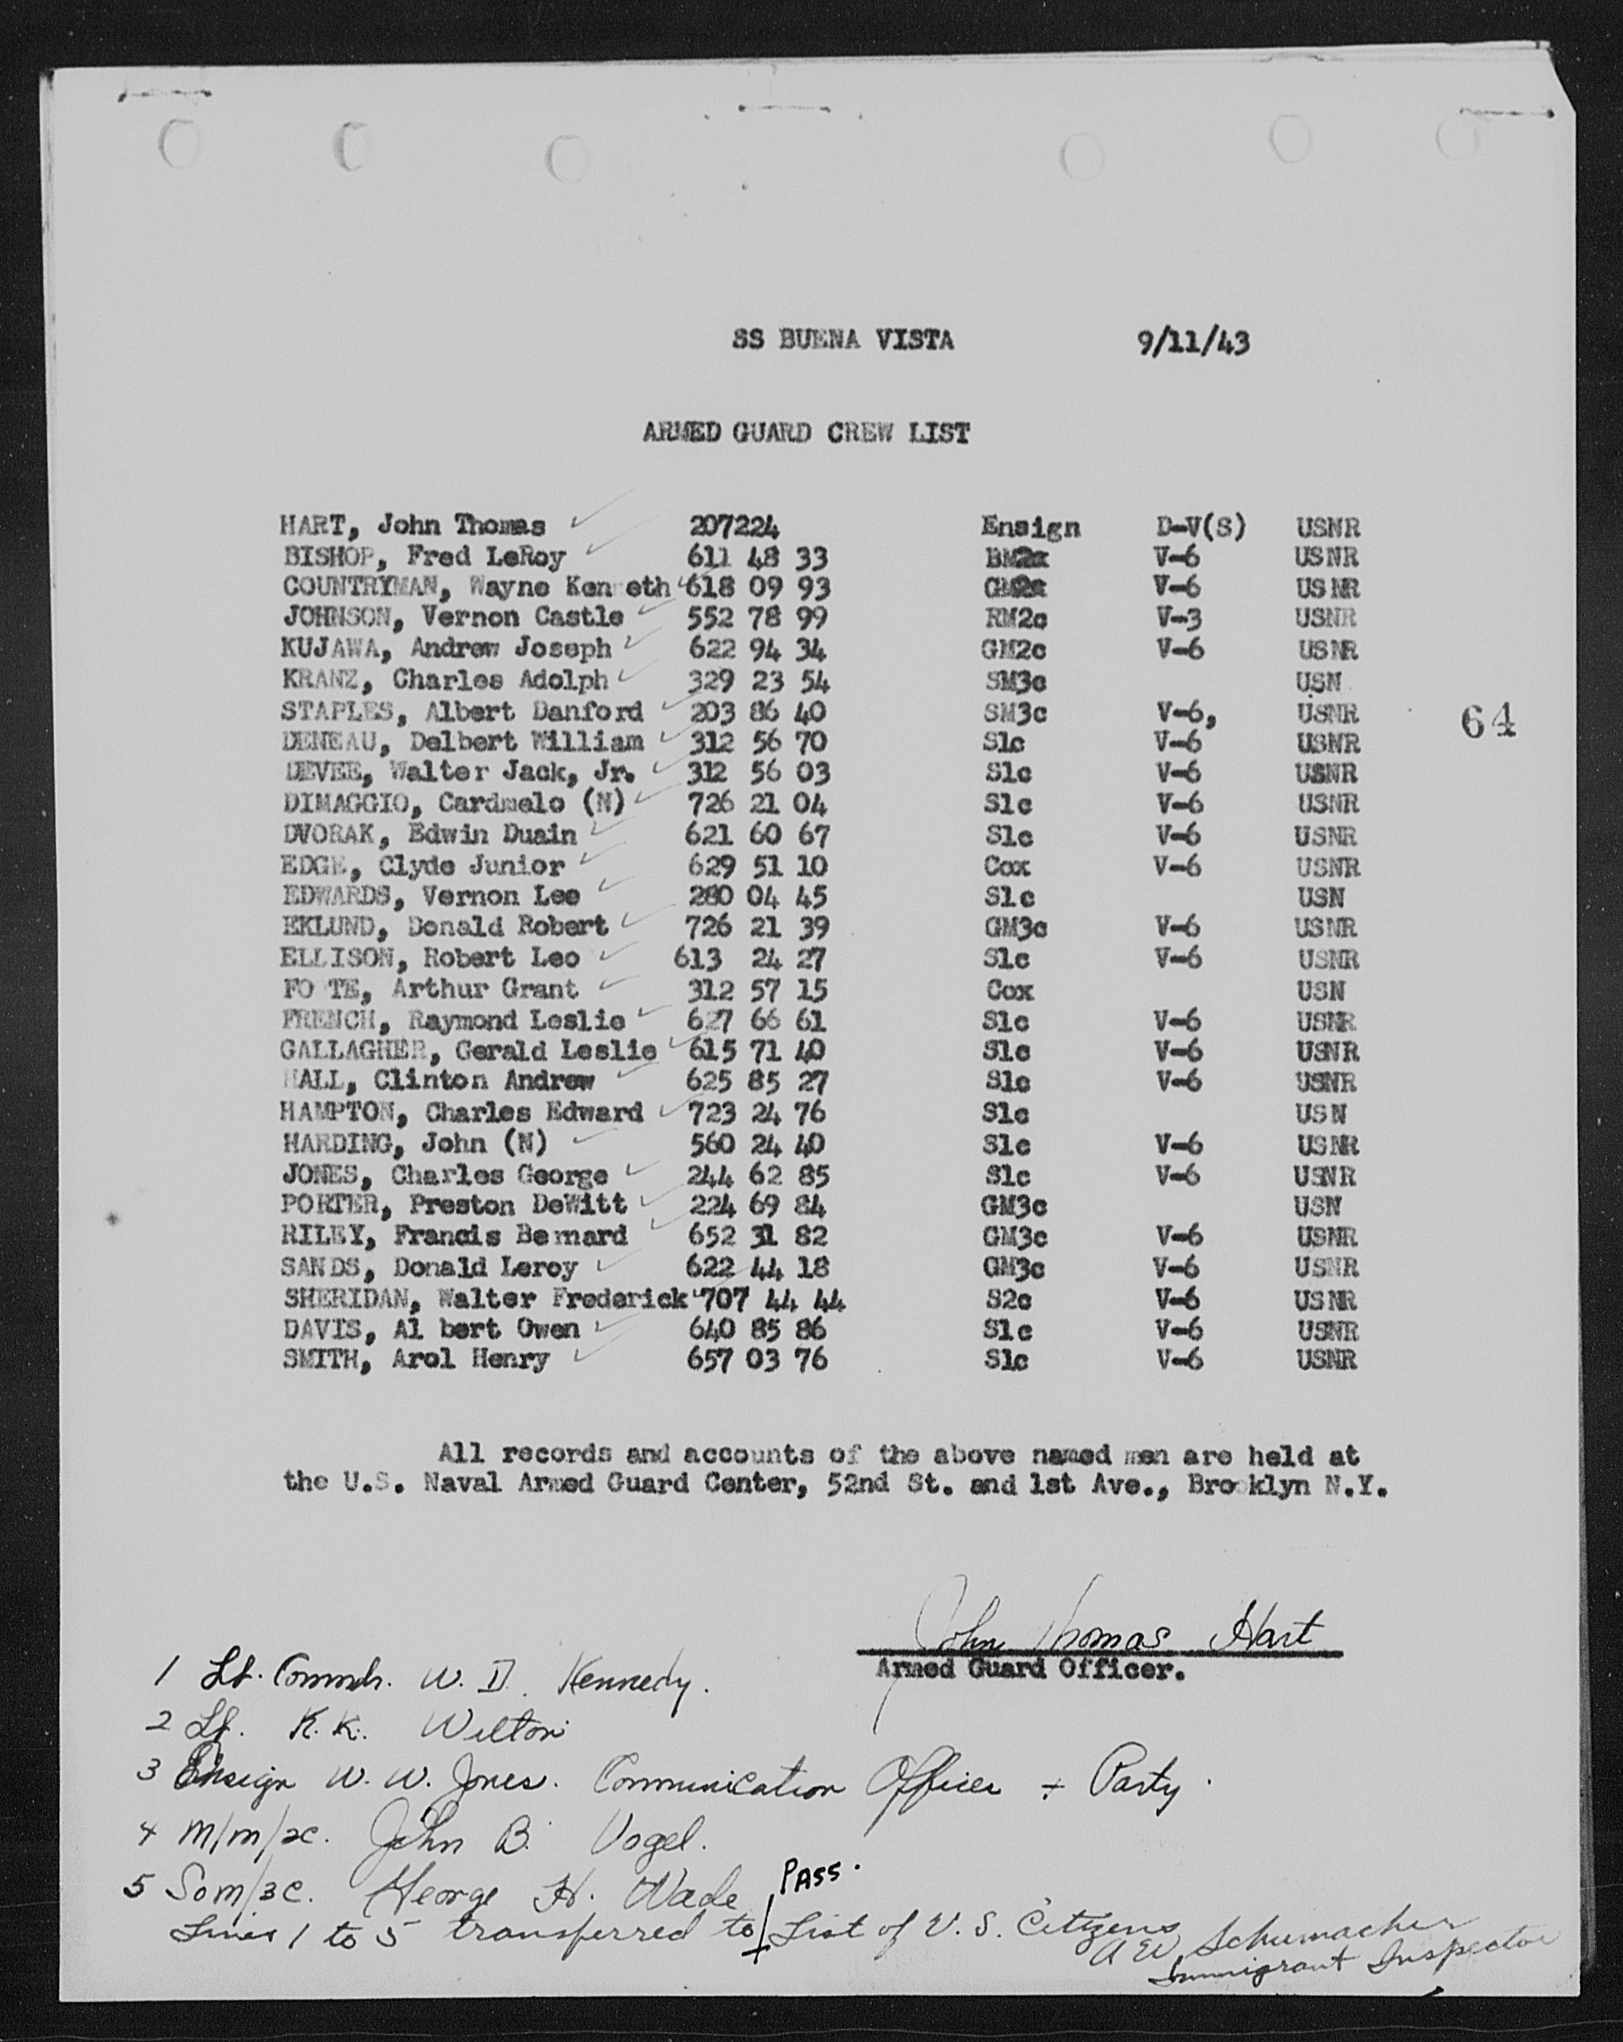 SS BUENA VISTA 9/11/43
ARMED GUARD CREW LIST
HART, John Thomas 207224 Ensign D-V(S) USNR
BISHOP, Fred LeRoy 611 48 33 BM2c V-6 USNR
COUNTRYMAN, Wayne Kenneth 618 09 93 GM2c V-6 USNR
JOHNSON, Vernon Castle 552 78 99 RM2c V-3 USNR
KUJAWA, Andrew Joseph 622 94 34 GM2c V-6 USNR
KRANZ, Charles Adolph 329 23 54 SM3c USN
STAPLES, Albert Danford 203 86 40 SM3c V-6, USNR
64
DENEAU, Delbert William 312 56 70 S1c V-6 USNR
DEVEE, Walter Jack, Jr. 312 56 03 S1c V-6 USNR
DIMAGGIO, Cardmelo (N) 726 21 04 S1c V-6 USNR
DVORAK, Edwin Duain 621 60 67 S1c V-6 USNR
EDGE, Clyde Junior 629 51 10 Cox V-6 USNR
EDWARDS, Vernon Lee 280 04 45 S1c USN
EKLUND, Donald Robert 726 21 39 GM3c V-6 USNR
ELLISON, Robert Leo 613 24 27 S1c V-6 USNR
FO TE, Arthur Grant 312 57 15 Cox USN
FRENCH, Raymond Leslie 627 66 61 S1c V-6 USNR
GALLAGHER, Gerald Leslie 615 71 40 S1c V-6 USNR
HALL, Clinton Andrew 625 85 27 S1c V-6 USNR
HAMPTON, Charles Edward 723 24 76 S1c USN
HARDING, John (N) 560 24 40 S1c V-6 USNR
JONES, Charles George 244 62 85 S1c V-6 USNR
PORTER, Preston DeWitt 224 69 84 GM3c USN
RILEY, Francis Bernard 652 31 82 GM3c V-6 USNR
SANDS, Donald Leroy 622 44 18 GM3c V-6 USNR
SHERIDAN, Walter Frederick 707 44 44 S2c V-6 USNR
DAVIS, Al bert Owen 640 85 86 S1c V-6 USNR
SMITH, Arol Henry 657 03 76 S1c V-6 USNR
All records and accounts of the above named men are held at
the U.S. Naval Armed Guard Center, 52nd St. and 1st Ave., Brooklyn N.Y.
John Thomas Hart
Armed Guard Officer.
1 Lt. Commdr. W. D. Kennedy.
2 Lt. K. K. Wilton
3 Ensign W. W. Jones. Communication Officer + Party.
4 M/m/2c. John B. Vogel.
5 Som/3c. George H. Wade
PASS.
Lines 1 to 5 transferred to List of U.S. Citizens
A W Schumacher
Immigrant Inspector